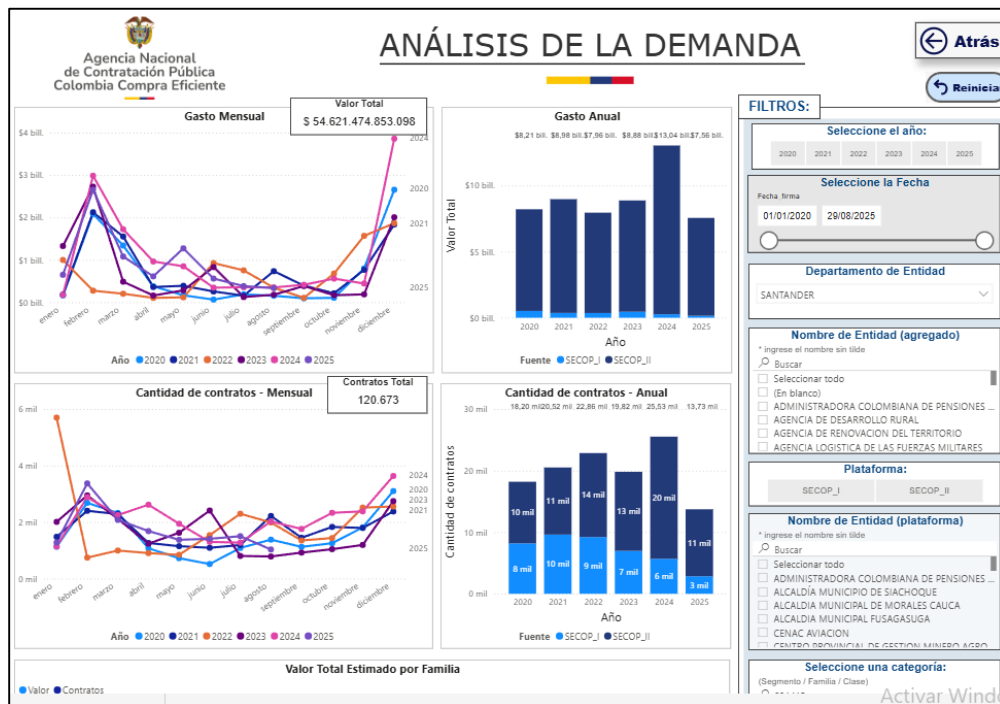 Agencia Nacional
de Contratación Pública
Colombia Compra Eficiente
ANÁLISIS DE LA DEMANDA
Atrás
Reinicia
FILTROS:
Gasto Mensual
Valor Total
$ 54.621.474.853.098
$4 bill.
$3 bill.
$2 bill.
$1 bill.
$0 bill.
2024
2020
2021
2025
enero
febrero
marzo
abril
mayo
junio
julio
agosto
septiembre
octubre
noviembre
diciembre
Año 2020 2021 2022 2023 2024 2025
Gasto Anual
$8,21 bill. $8,98 bill. $7,96 bill. $8,88 bill. $13,04 bill. $7,56 bill.
Valor Total
$10 bill.
$5 bill.
$0 bill.
2020 2021 2022 2023 2024 2025
Año
Fuente SECOP_I SECOP_II
Cantidad de contratos - Mensual
Contratos Total
120.673
6 mil
4 mil
2 mil
0 mil
2024
2020
2023
2021
2025
enero
febrero
marzo
abril
mayo
junio
julio
agosto
septiembre
octubre
noviembre
diciembre
Año 2020 2021 2022 2023 2024 2025
Cantidad de contratos - Anual
18,20 mil 20,52 mil 22,86 mil 19,82 mil 25,53 mil 13,73 mil
Cantidad de contratos
30 mil
20 mil
10 mil
0 mil
10 mil 11 mil 14 mil 13 mil 20 mil 11 mil
8 mil 10 mil 9 mil 7 mil 6 mil 3 mil
2020 2021 2022 2023 2024 2025
Año
Fuente SECOP_I SECOP_II
Valor Total Estimado por Familia
Valor Contratos
Seleccione el año:
2020 2021 2022 2023 2024 2025
Seleccione la Fecha
Fecha_firma
01/01/2020 29/08/2025
Departamento de Entidad
SANTANDER
Nombre de Entidad (agregado)
* ingrese el nombre sin tilde
Buscar
Seleccionar todo
(En blanco)
ADMINISTRADORA COLOMBIANA DE PENSIONES ...
AGENCIA DE DESARROLLO RURAL
AGENCIA DE RENOVACION DEL TERRITORIO
AGENCIA LOGISTICA DE LAS FUERZAS MILITARES
Plataforma:
SECOP_I SECOP_II
Nombre de Entidad (plataforma)
* ingrese el nombre sin tilde
Buscar
Seleccionar todo
ADMINISTRADORA COLOMBIANA DE PENSIONES ...
ALCALDÍA MUNICIPIO DE SIACHOQUE
ALCALDIA MUNICIPAL DE MORALES CAUCA
ALCALDIA MUNICIPAL FUSAGASUGA
CENAC AVIACION
CENTRO PROVINCIAL DE GESTION MINERO AGRO
Seleccione una categoría:
(Segmento / Familia / Clase)
Activar Windo